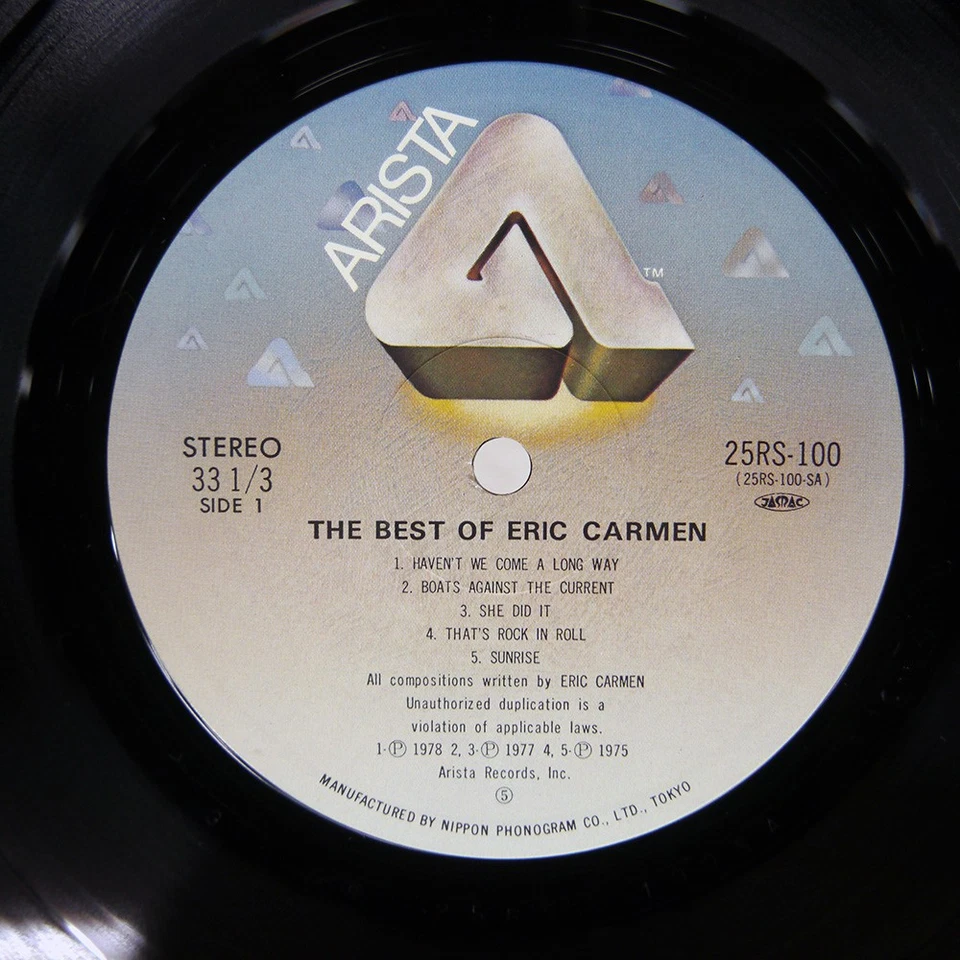 ARISTA
TM
STEREO
33 1/3
SIDE 1
25RS-100
(25RS-100-SA)
JASRAC
THE BEST OF ERIC CARMEN
1. HAVEN'T WE COME A LONG WAY
2. BOATS AGAINST THE CURRENT
3. SHE DID IT
4. THAT'S ROCK IN ROLL
5. SUNRISE
All compositions written by ERIC CARMEN
Unauthorized duplication is a
violation of applicable laws.
1-Ⓟ 1978 2, 3-Ⓟ 1977 4, 5-Ⓟ 1975
Arista Records, Inc.
⑤
MANUFACTURED BY NIPPON PHONOGRAM CO., LTD., TOKYO